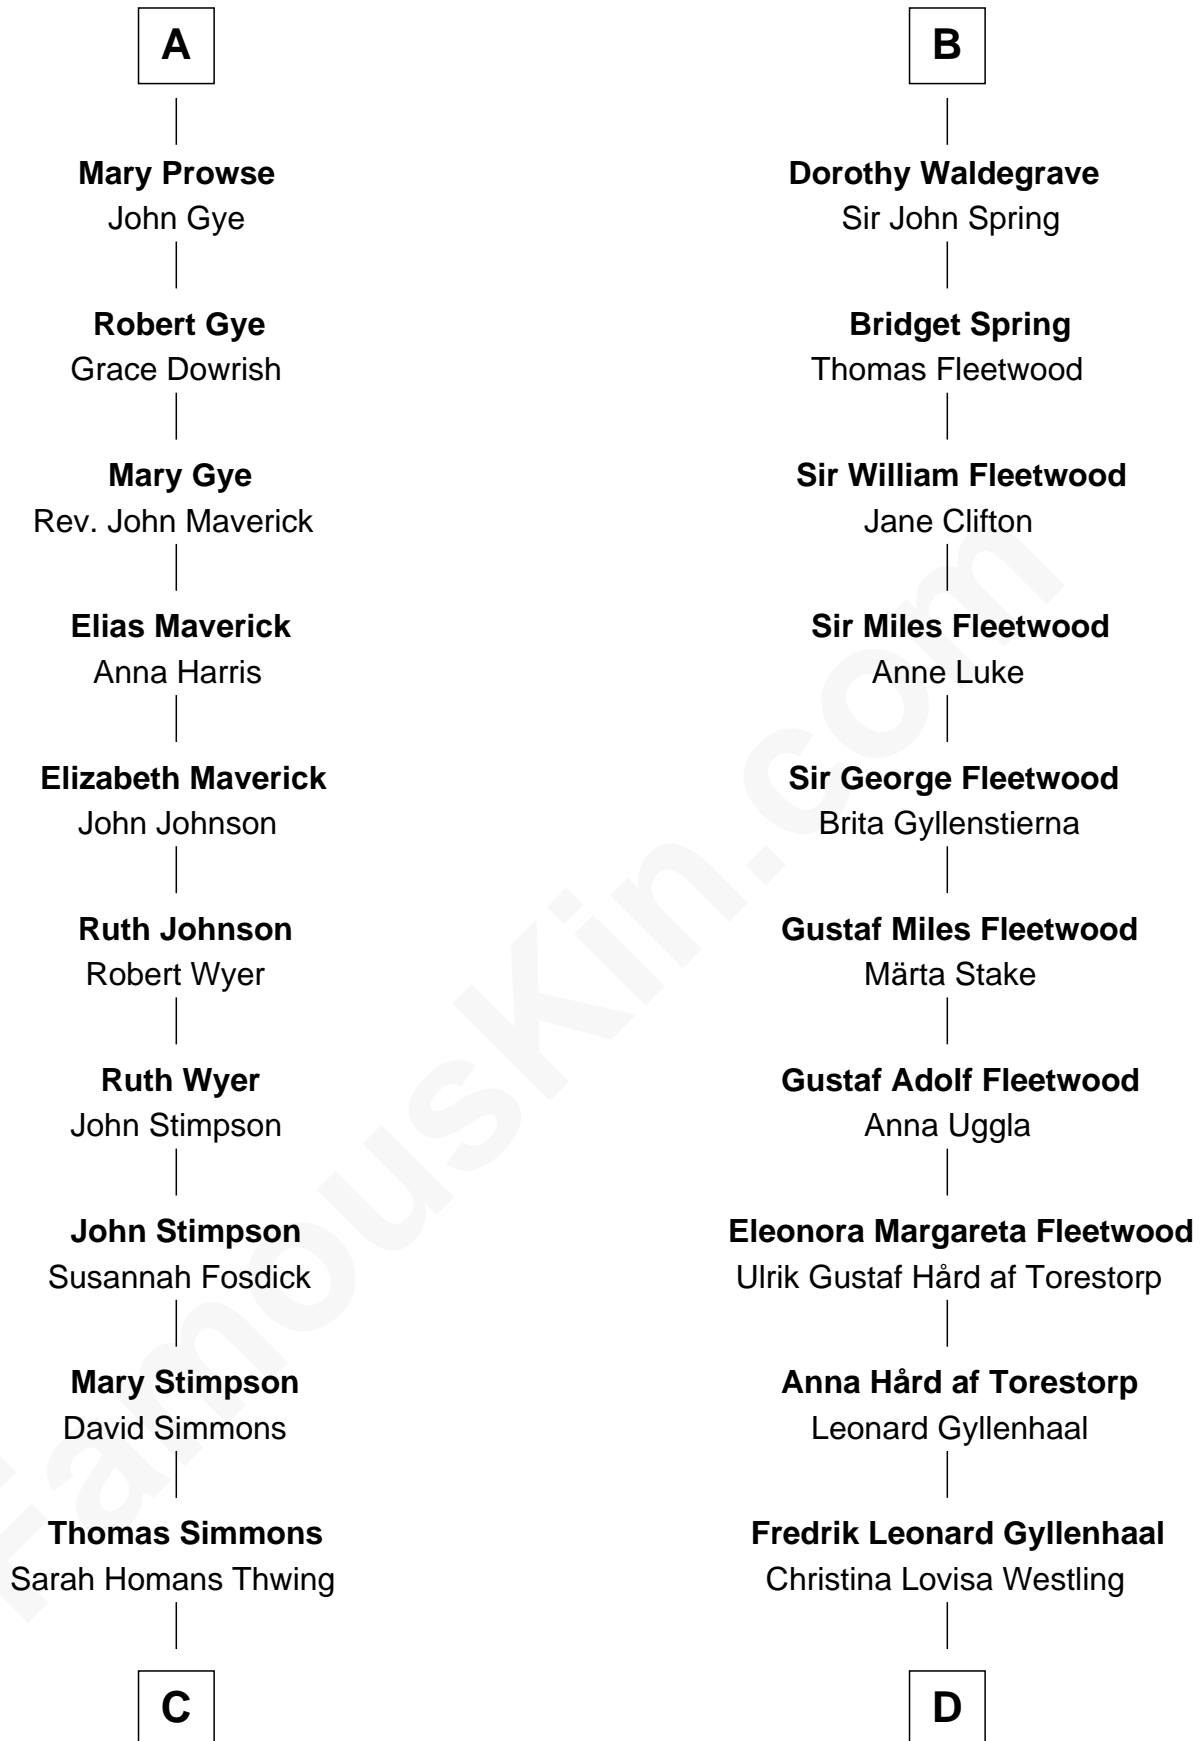 A
Mary Prowse
John Gye
Robert Gye
Grace Dowrish
Mary Gye
Rev. John Maverick
Elias Maverick
Anna Harris
Elizabeth Maverick
John Johnson
Ruth Johnson
Robert Wyer
Ruth Wyer
John Stimpson
John Stimpson
Susannah Fosdick
Mary Stimpson
David Simmons
Thomas Simmons
Sarah Homans Thwing
C
B
Dorothy Waldegrave
Sir John Spring
Bridget Spring
Thomas Fleetwood
Sir William Fleetwood
Jane Clifton
Sir Miles Fleetwood
Anne Luke
Sir George Fleetwood
Brita Gyllenstierna
Gustaf Miles Fleetwood
Märta Stake
Gustaf Adolf Fleetwood
Anna Uggla
Eleonora Margareta Fleetwood
Ulrik Gustaf Hård af Torestorp
Anna Hård af Torestorp
Leonard Gyllenhaal
Fredrik Leonard Gyllenhaal
Christina Lovisa Westling
D
FamousKin.com